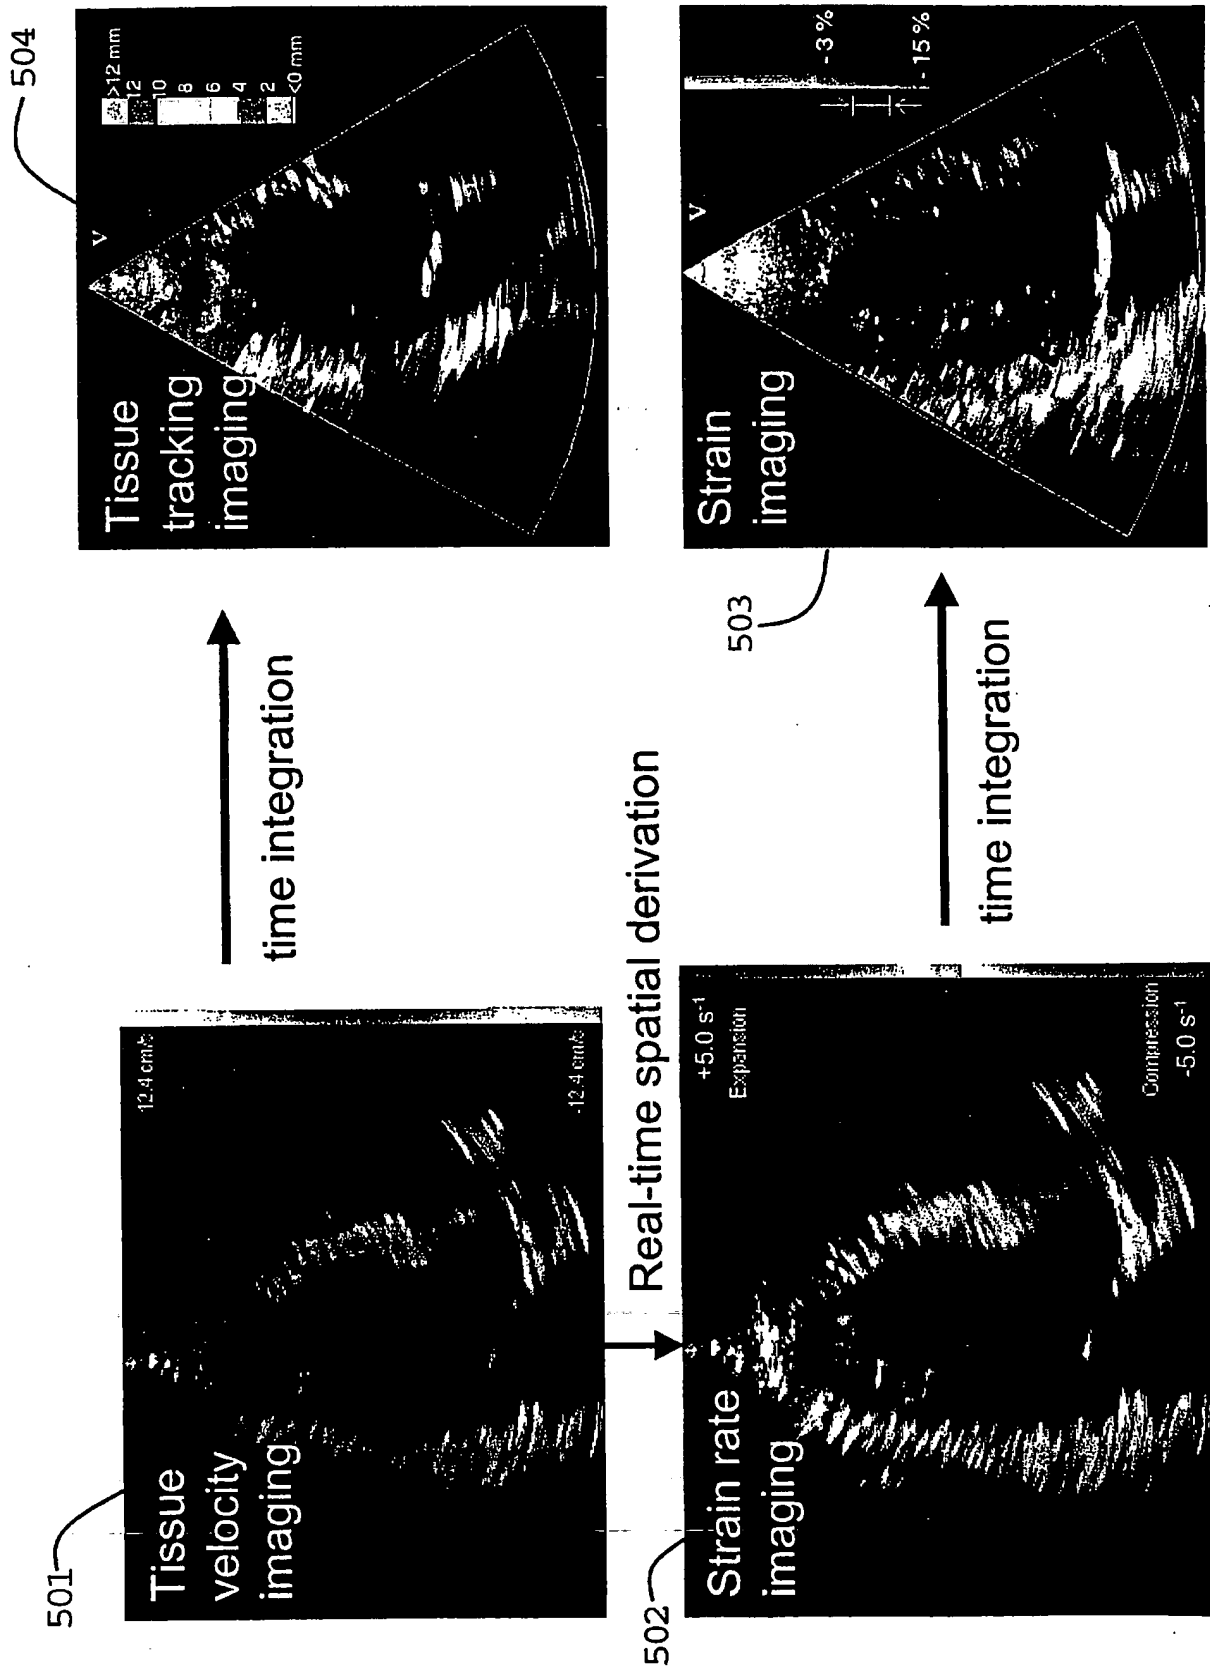 501
Tissue
velocity
imaging
12.4 cm/s
-12.4 cm/s
time integration
504
Tissue
tracking
imaging
V
>12 mm
12
10
8
6
4
2
<0 mm
Real-time spatial derivation
502
Strain rate
imaging
+5.0 s⁻¹
Expansion
Compression
-5.0 s⁻¹
time integration
503
Strain
imaging
V
- 3 %
- 15 %